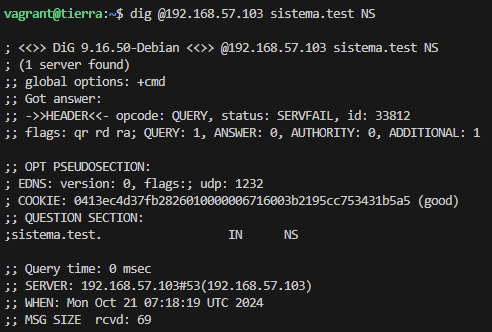 vagrant@tierra:~$ dig @192.168.57.103 sistema.test NS

; <<>> DiG 9.16.50-Debian <<>> @192.168.57.103 sistema.test NS
; (1 server found)
;; global options: +cmd
;; Got answer:
;; ->>HEADER<<- opcode: QUERY, status: SERVFAIL, id: 33812
;; flags: qr rd ra; QUERY: 1, ANSWER: 0, AUTHORITY: 0, ADDITIONAL: 1

;; OPT PSEUDOSECTION:
; EDNS: version: 0, flags:; udp: 1232
; COOKIE: 0413ec4d37fb2826010000006716003b2195cc753431b5a5 (good)
;; QUESTION SECTION:
;sistema.test.                  IN      NS

;; Query time: 0 msec
;; SERVER: 192.168.57.103#53(192.168.57.103)
;; WHEN: Mon Oct 21 07:18:19 UTC 2024
;; MSG SIZE  rcvd: 69